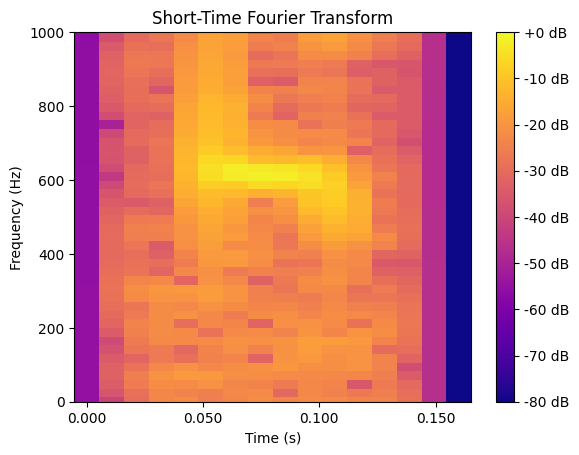 Short-Time Fourier Transform
1000
800
600
400
200
0
Frequency (Hz)
0.000
0.050
0.100
0.150
Time (s)
+0 dB
-10 dB
-20 dB
-30 dB
-40 dB
-50 dB
-60 dB
-70 dB
-80 dB